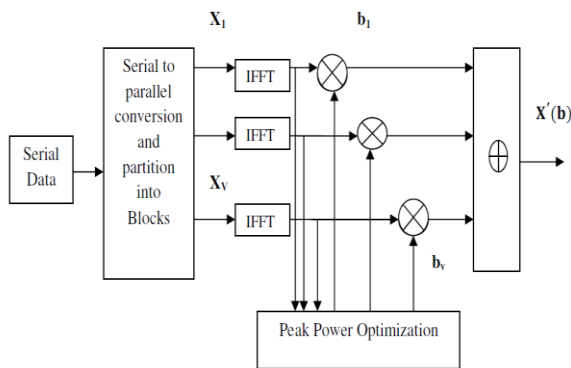 X1
b1
Serial to
parallel
conversion
and
partition
into
Blocks
IFFT
X'(b)
IFFT
Serial
Data
XV
IFFT
bv
Peak Power Optimization